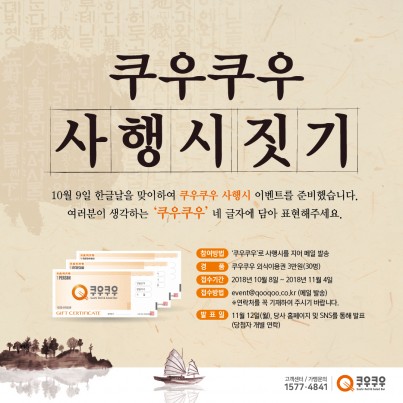 쿠우쿠우
사행시짓기
10월 9일 한글날을 맞이하여 쿠우쿠우 사행시 이벤트를 준비했습니다.
여러분이 생각하는 '쿠우쿠우' 네 글자에 담아 표현해주세요.
참여방법 '쿠우쿠우'로 사행시를 지어 메일 발송
경 품 쿠우쿠우 외식이용권 3만원(30명)
접수기간 2018년 10월 8일 ~ 2018년 11월 4일
접수방법 event@qooqoo.co.kr (메일 발송)
※연락처를 꼭 기재하여 주시기 바랍니다.
발 표 일 11월 12일(월), 당사 홈페이지 및 SNS를 통해 발표
(당첨자 개별 연락)
쿠우쿠우
GIFT CERTIFICATE
고객센터 / 가맹문의
1577-4841
쿠우쿠우